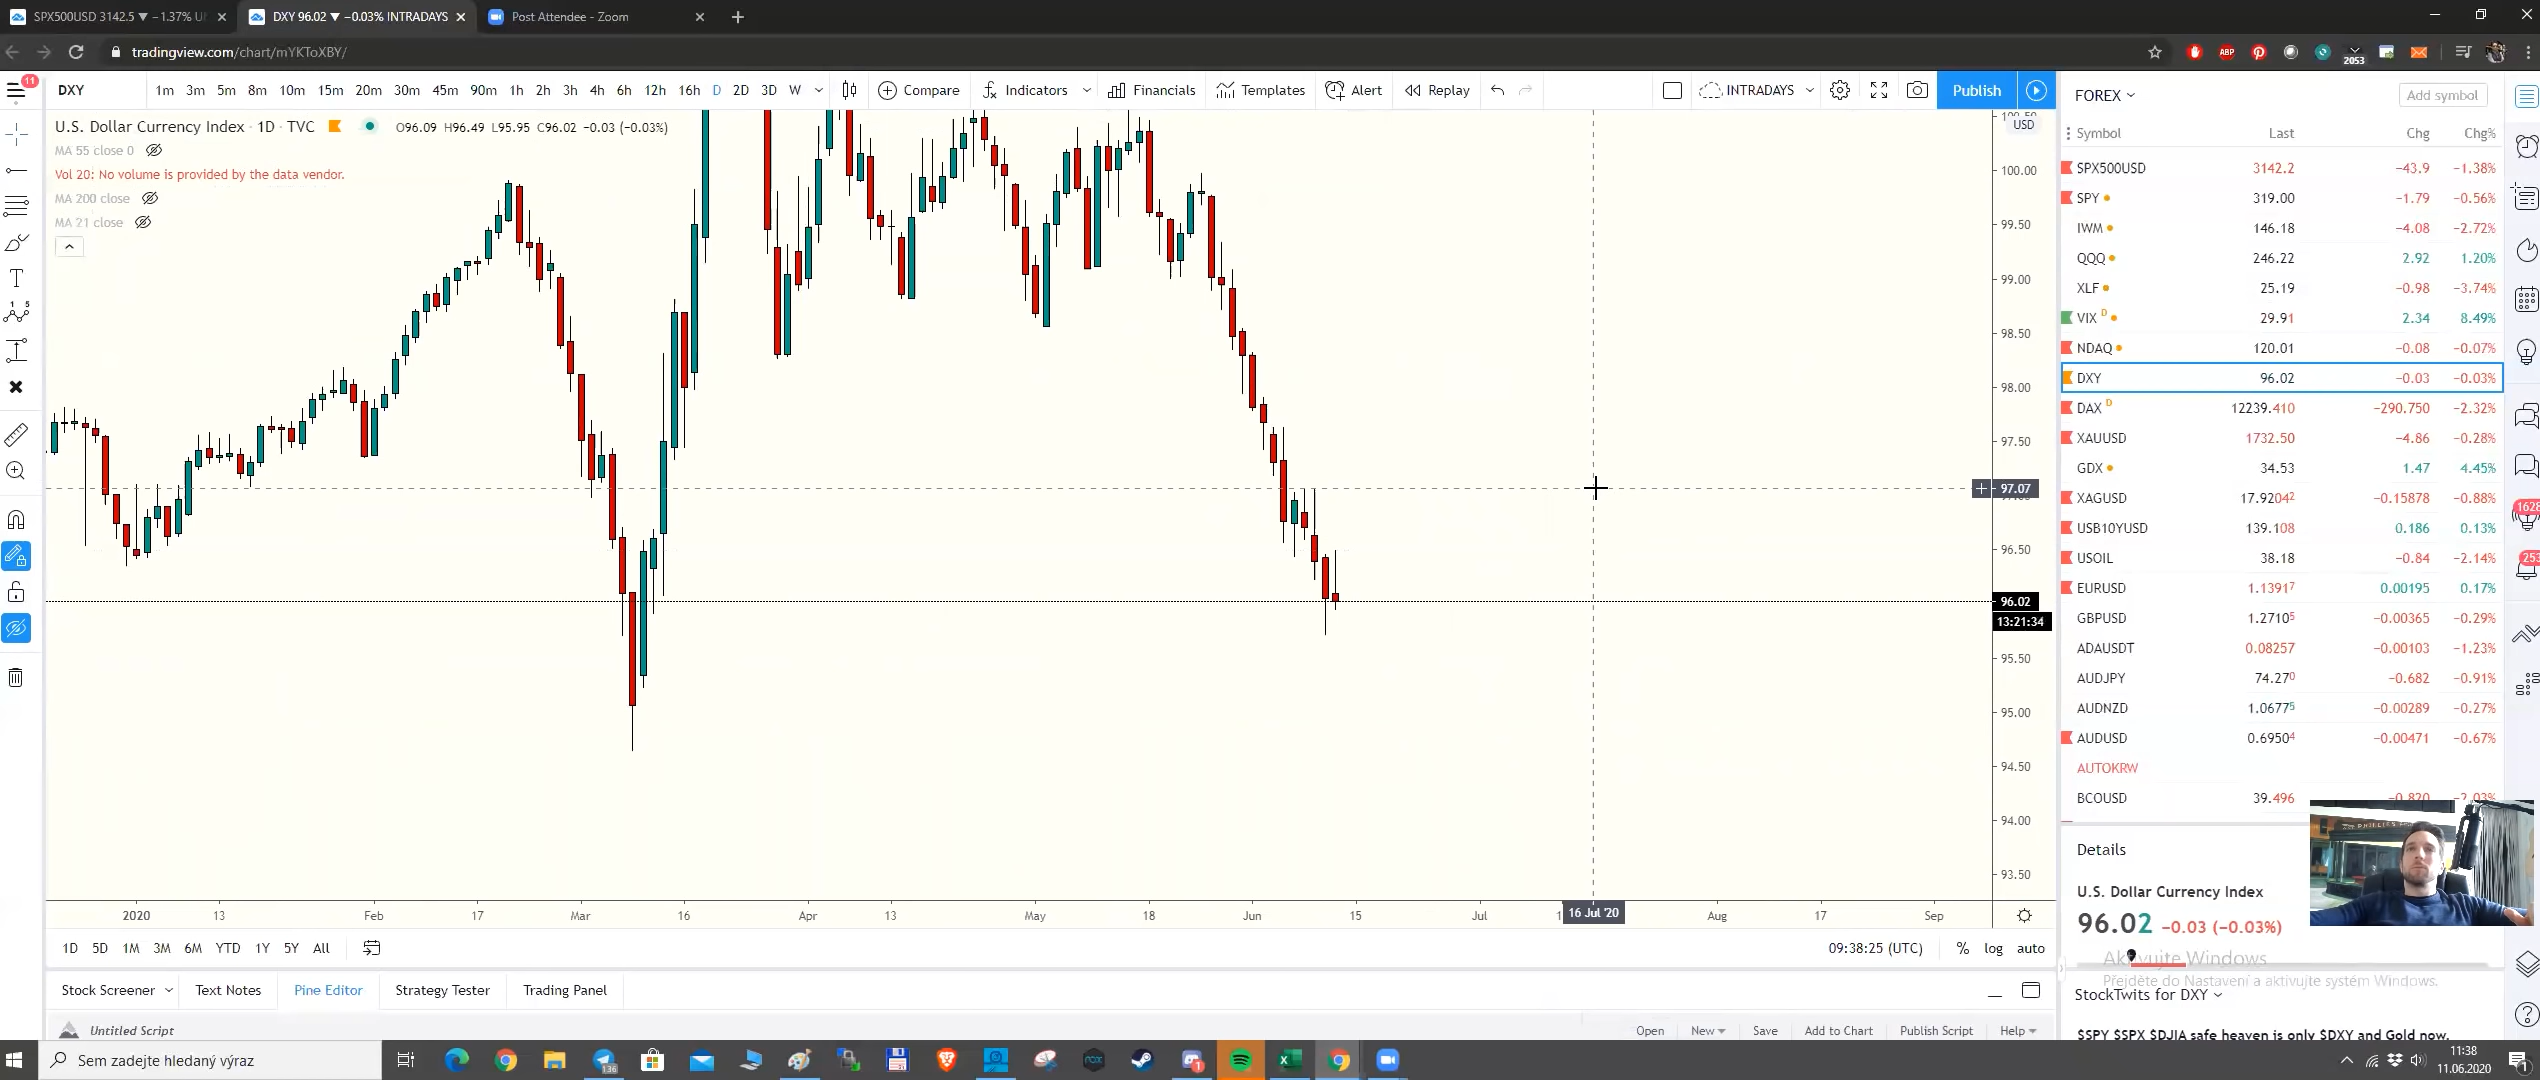 SPX500USD 3142.5 ▼ −1.37% U
DXY 96.02 ▼ −0.03% INTRADAYS
Post Attendee - Zoom
tradingview.com/chart/mYKToXBY/
ABP
2053
11
DXY
1m 3m 5m 8m 10m 15m 20m 30m 45m 90m 1h 2h 3h 4h 6h 12h 16h D 2D 3D W
Compare
Indicators
Financials
Templates
Alert
Replay
INTRADAYS
Publish
U.S. Dollar Currency Index · 1D · TVC
O96.09 H96.49 L95.95 C96.02 −0.03 (−0.03%)
MA 55 close 0
Vol 20: No volume is provided by the data vendor.
MA 200 close
MA 21 close
USD
100.00
99.50
99.00
98.50
98.00
97.50
97.07
96.50
96.02
13:21:34
95.50
95.00
94.50
94.00
93.50
2020 13 Feb 17 Mar 16 Apr 13 May 18 Jun 15 Jul 16 Jul '20 Aug 17 Sep
1D 5D 1M 3M 6M YTD 1Y 5Y All
09:38:25 (UTC) % log auto
Stock Screener
Text Notes
Pine Editor
Strategy Tester
Trading Panel
Untitled Script
Open New Save Add to Chart Publish Script Help
FOREX
Add symbol
Symbol Last Chg Chg%
SPX500USD 3142.2 −43.9 −1.38%
SPY 319.00 −1.79 −0.56%
IWM 146.18 −4.08 −2.72%
QQQ 246.22 2.92 1.20%
XLF 25.19 −0.98 −3.74%
VIX D 29.91 2.34 8.49%
NDAQ 120.01 −0.08 −0.07%
DXY 96.02 −0.03 −0.03%
DAX D 12239.410 −290.750 −2.32%
XAUUSD 1732.50 −4.86 −0.28%
GDX 34.53 1.47 4.45%
XAGUSD 17.92042 −0.15878 −0.88%
USB10YUSD 139.108 0.186 0.13%
USOIL 38.18 −0.84 −2.14%
EURUSD 1.13917 0.00195 0.17%
GBPUSD 1.27105 −0.00365 −0.29%
ADAUSDT 0.08257 −0.00103 −1.23%
AUDJPY 74.270 −0.682 −0.91%
AUDNZD 1.06775 −0.00289 −0.27%
AUDUSD 0.69504 −0.00471 −0.67%
AUTOKRW
BCOUSD 39.496 −0.820 −2.03%
1628
253
Details
U.S. Dollar Currency Index
96.02 −0.03 (−0.03%)
Aktivujte Windows
Přejděte do Nastavení a aktivujte systém Windows.
StockTwits for DXY
$SPY $SPX $DJIA safe heaven is only $DXY and Gold now.
Sem zadejte hledaný výraz
136
11:38
11.06.2020